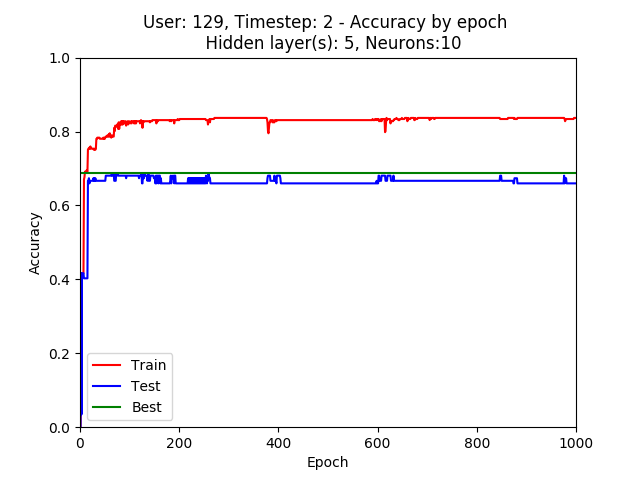 User: 129, Timestep: 2 - Accuracy by epoch
Hidden layer(s): 5, Neurons:10
1.0
0.8
0.6
0.4
0.2
0.0
Accuracy
Train
Test
Best
0 200 400 600 800 1000
Epoch